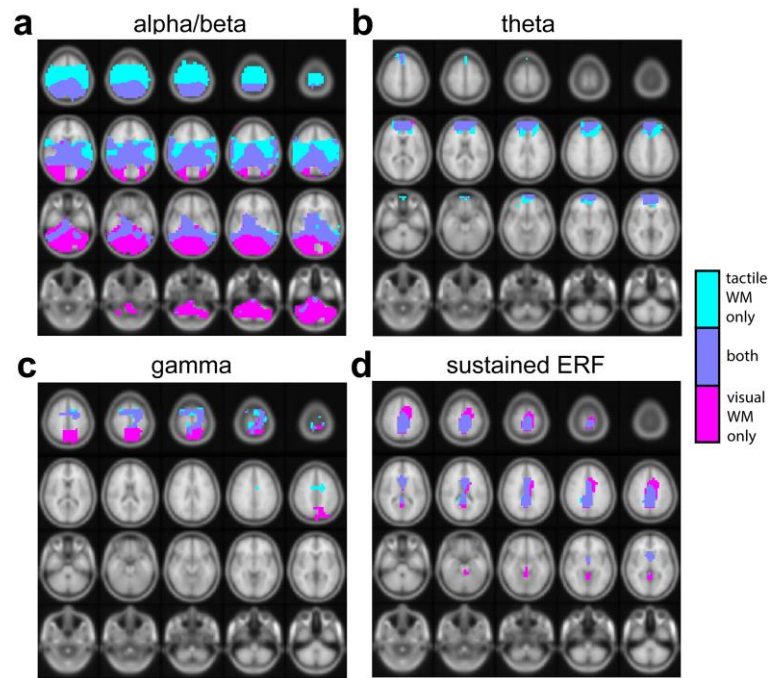 a alpha/beta
b theta
tactile
WM
only
both
visual
WM
only
c gamma
d sustained ERF